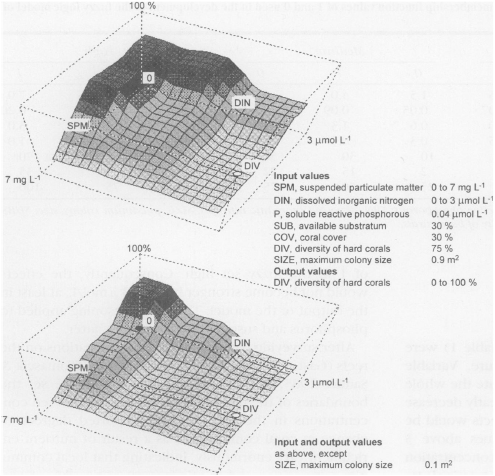 100 %
0
DIN
SPM
3 µmol L-1
DIV
7 mg L-1
Input values
SPM, suspended particulate matter 0 to 7 mg L-1
DIN, dissolved inorganic nitrogen 0 to 3 µmol L-1
P, soluble reactive phosphorous 0.04 µmol L-1
SUB, available substratum 30 %
COV, coral cover 30 %
DIV, diversity of hard corals 75 %
SIZE, maximum colony size 0.9 m2
Output values
DIV, diversity of hard corals 0 to 100 %
100%
0
DIN
SPM
3 µmol L-1
DIV
7 mg L-1
Input and output values
as above, except
SIZE, maximum colony size 0.1 m2